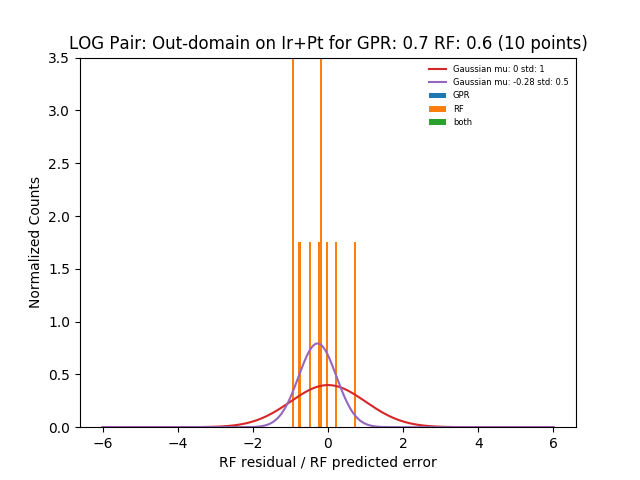 LOG Pair: Out-domain on Ir+Pt for GPR: 0.7 RF: 0.6 (10 points)
3.5
3.0
2.5
2.0
1.5
1.0
0.5
0.0
Normalized Counts
Gaussian mu: 0 std: 1
Gaussian mu: -0.28 std: 0.5
GPR
RF
both
−6 −4 −2 0 2 4 6
RF residual / RF predicted error